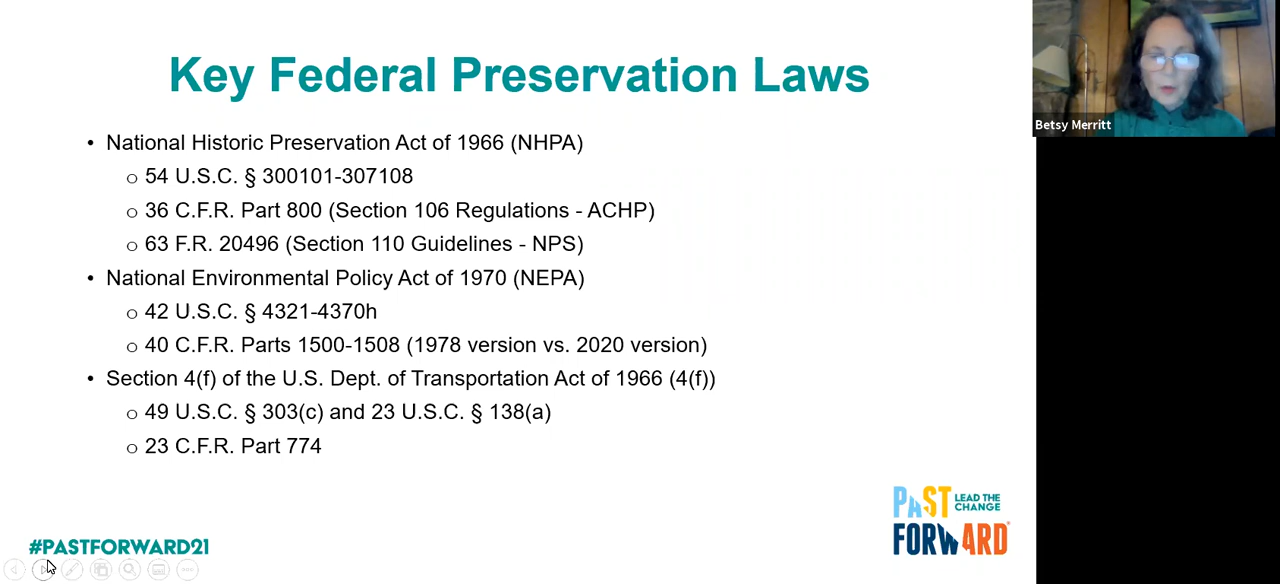 Key Federal Preservation Laws
Betsy Merritt
• National Historic Preservation Act of 1966 (NHPA)
o 54 U.S.C. § 300101-307108
o 36 C.F.R. Part 800 (Section 106 Regulations - ACHP)
o 63 F.R. 20496 (Section 110 Guidelines - NPS)
• National Environmental Policy Act of 1970 (NEPA)
o 42 U.S.C. § 4321-4370h
o 40 C.F.R. Parts 1500-1508 (1978 version vs. 2020 version)
• Section 4(f) of the U.S. Dept. of Transportation Act of 1966 (4(f))
o 49 U.S.C. § 303(c) and 23 U.S.C. § 138(a)
o 23 C.F.R. Part 774
PAST LEAD THE
CHANGE
FORWARD®
#PASTFORWARD21